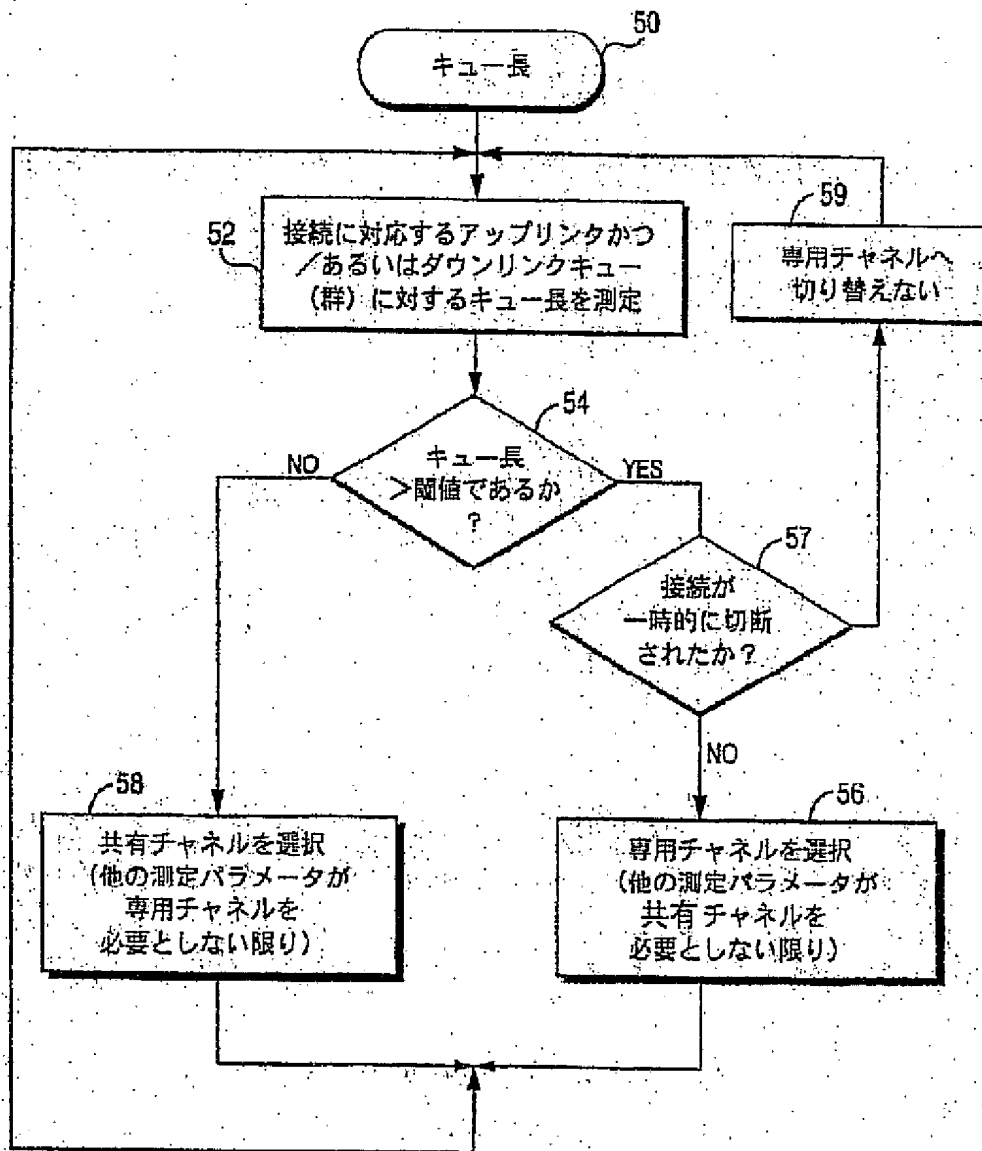 50
キュー長
52
接続に対応するアップリンタかつ
／あるいはダウンリンクキュー
（群）に対するキュー長を測定
59
専用チャネルへ
切り替えない
54
キュー長
＞閾値であるか
？
NO
YES
57
接続が
一時的に切断
されたか？
NO
58
共有チャネルを選択
（他の測定パラメータが
専用チャネルを
必要としない限り）
56
専用チャネルを選択
（他の測定パラメータが
共有チャネルを
必要としない限り）